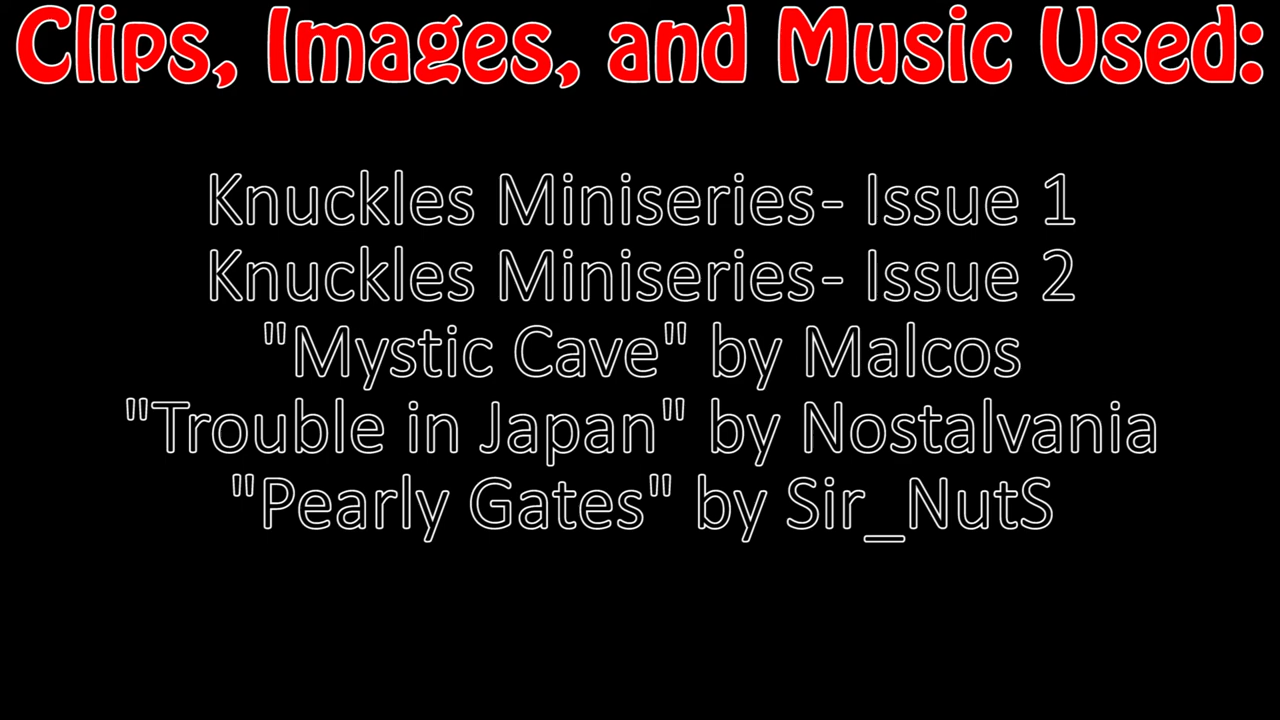 Clips, Images, and Music Used:
Knuckles Miniseries- Issue 1
Knuckles Miniseries- Issue 2
"Mystic Cave" by Malcos
"Trouble in Japan" by Nostalvania
"Pearly Gates" by Sir_NutS